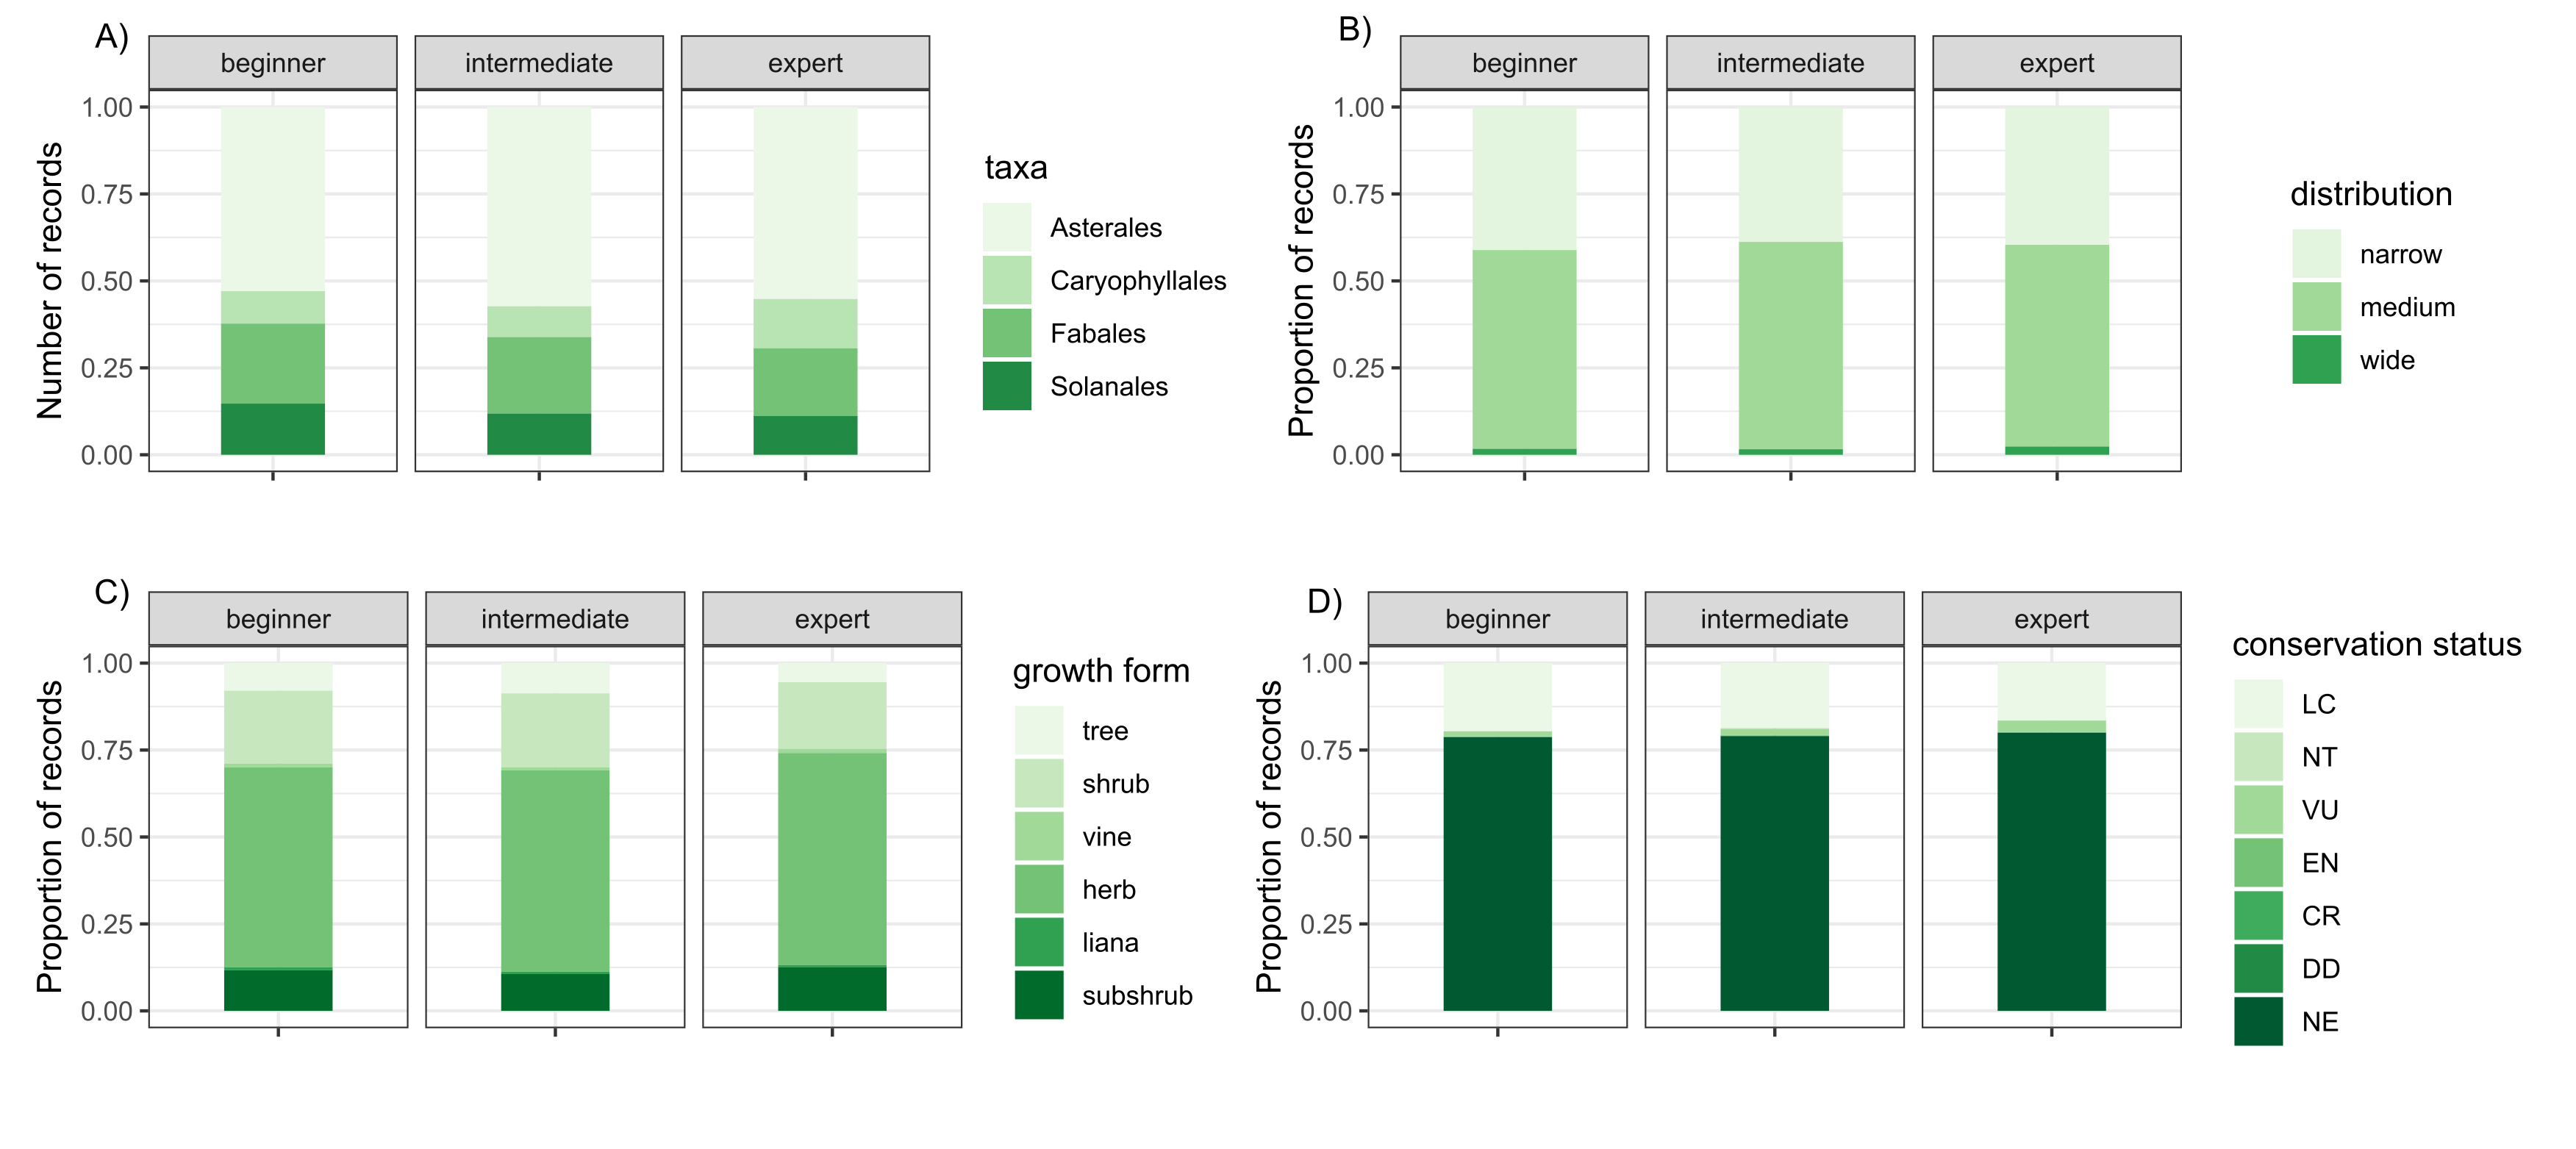 A)
beginner intermediate expert
Number of records
1.00
0.75
0.50
0.25
0.00
taxa
Asterales
Caryophyllales
Fabales
Solanales
B)
beginner intermediate expert
Proportion of records
1.00
0.75
0.50
0.25
0.00
distribution
narrow
medium
wide
C)
beginner intermediate expert
Proportion of records
1.00
0.75
0.50
0.25
0.00
growth form
tree
shrub
vine
herb
liana
subshrub
D)
beginner intermediate expert
Proportion of records
1.00
0.75
0.50
0.25
0.00
conservation status
LC
NT
VU
EN
CR
DD
NE